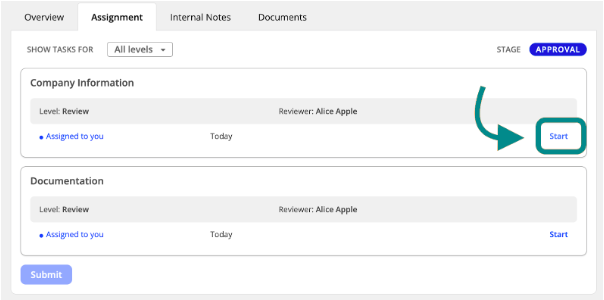 Overview Assignment Internal Notes Documents
SHOW TASKS FOR All levels STAGE APPROVAL
Company Information
Level: Review Reviewer: Alice Apple
Assigned to you Today Start
Documentation
Level: Review Reviewer: Alice Apple
Assigned to you Today Start
Submit